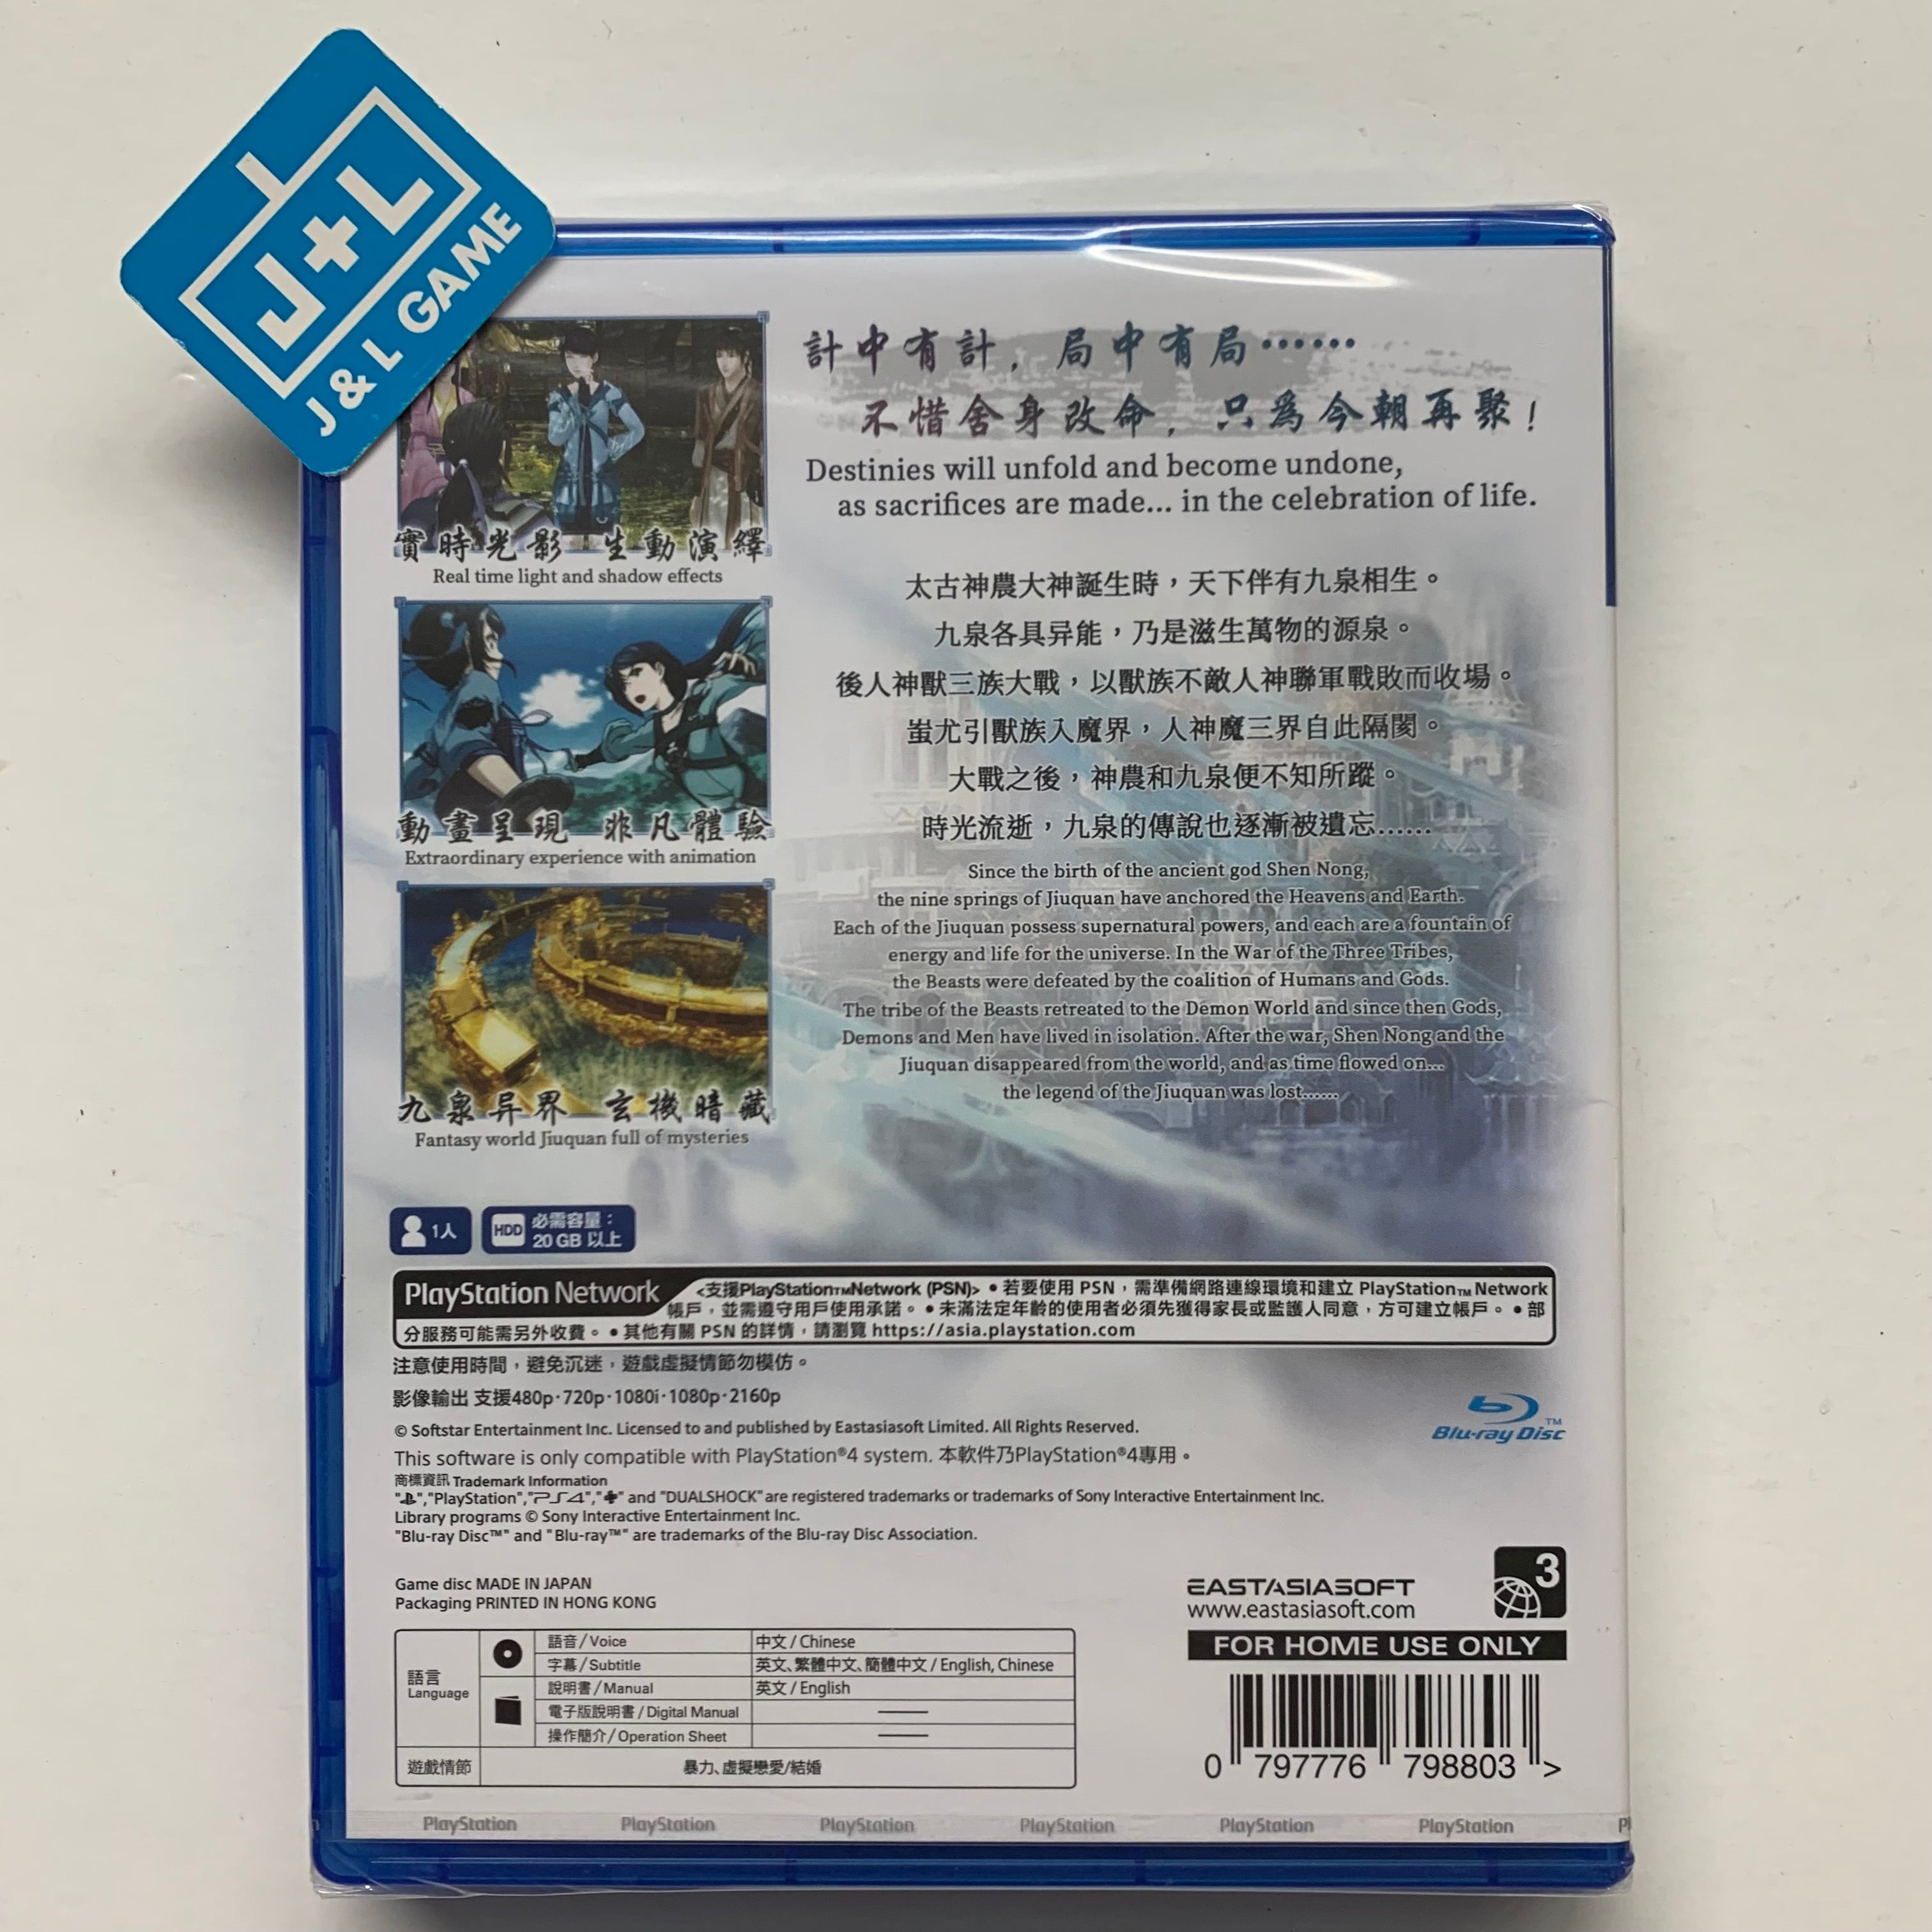 J+L
J & L GAME
計中有計，局中有局……
不惜舍身改命，只為今朝再聚！
Destinies will unfold and become undone,
as sacrifices are made... in the celebration of life.
實時光影 生動演繹
Real time light and shadow effects
動畫呈現 非凡體驗
Extraordinary experience with animation
九泉异界 玄機暗藏
Fantasy world Jiuquan full of mysteries
太古神農大神誕生時，天下伴有九泉相生。
九泉各具异能，乃是滋生萬物的源泉。
後人神獸三族大戰，以獸族不敵人神聯軍戰敗而收場。
蚩尤引獸族入魔界，人神魔三界自此隔閡。
大戰之後，神農和九泉便不知所蹤。
時光流逝，九泉的傳說也逐漸被遺忘......
Since the birth of the ancient god Shen Nong,
the nine springs of Jiuquan have anchored the Heavens and Earth.
Each of the Jiuquan possess supernatural powers, and each are a fountain of
energy and life for the universe. In the War of the Three Tribes,
the Beasts were defeated by the coalition of Humans and Gods.
The tribe of the Beasts retreated to the Demon World and since then Gods,
Demons and Men have lived in isolation. After the war, Shen Nong and the
Jiuquan disappeared from the world, and as time flowed on...
the legend of the Jiuquan was lost......
1人
HDD 必需容量：
20 GB 以上
PlayStation Network <支援PlayStation™Network (PSN)> ●若要使用 PSN，需準備網路連線環境和建立 PlayStation™Network
帳戶，並需遵守用戶使用承諾。●未滿法定年齡的使用者必須先獲得家長或監護人同意，方可建立帳戶。●部
分服務可能需另外收費。●其他有關 PSN 的詳情，請瀏覽 https://asia.playstation.com
注意使用時間，避免沉迷，遊戲虛擬情節勿模仿。
影像輸出 支援480p·720p·1080i·1080p·2160p
Blu-ray Disc™
© Softstar Entertainment Inc. Licensed to and published by Eastasiasoft Limited. All Rights Reserved.
This software is only compatible with PlayStation®4 system. 本軟件乃PlayStation®4專用。
商標資訊 Trademark Information
"","PlayStation","PS4","" and "DUALSHOCK" are registered trademarks or trademarks of Sony Interactive Entertainment Inc.
Library programs © Sony Interactive Entertainment Inc.
"Blu-ray Disc™" and "Blu-ray™" are trademarks of the Blu-ray Disc Association.
Game disc MADE IN JAPAN
Packaging PRINTED IN HONG KONG
EASTASIASOFT
www.eastasiasoft.com
3
FOR HOME USE ONLY
語言
Language
語音/Voice 中文/Chinese
字幕/Subtitle 英文、繁體中文、簡體中文/English, Chinese
說明書/Manual 英文/English
電子版說明書/Digital Manual ——
操作簡介/Operation Sheet ——
遊戲情節 暴力、虛擬戀愛/結婚
0 797776 798803 >
PlayStation PlayStation PlayStation PlayStation PlayStation PlayStation